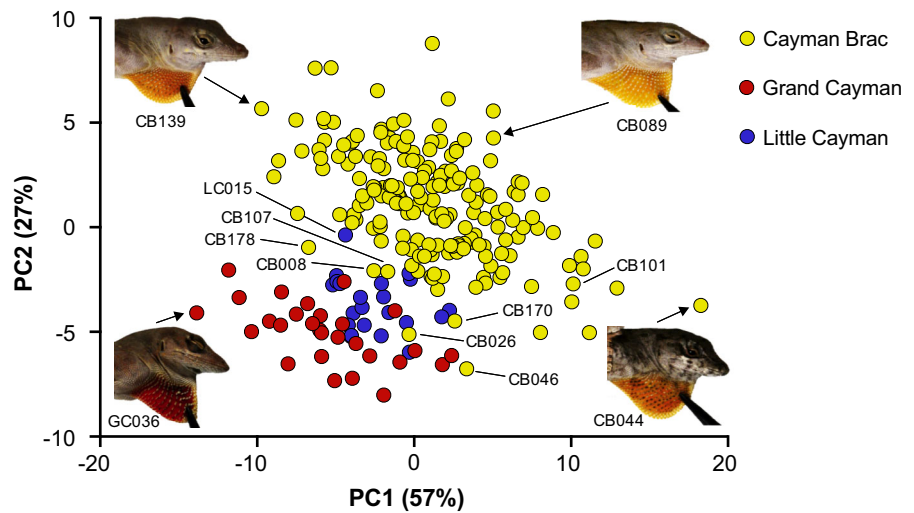 10
5
0
-5
-10
-20
-10
0
10
20
PC2 (27%)
PC1 (57%)
CB139
CB089
LC015
CB107
CB178
CB008
CB101
CB170
CB026
CB046
GC036
CB044
Cayman Brac
Grand Cayman
Little Cayman